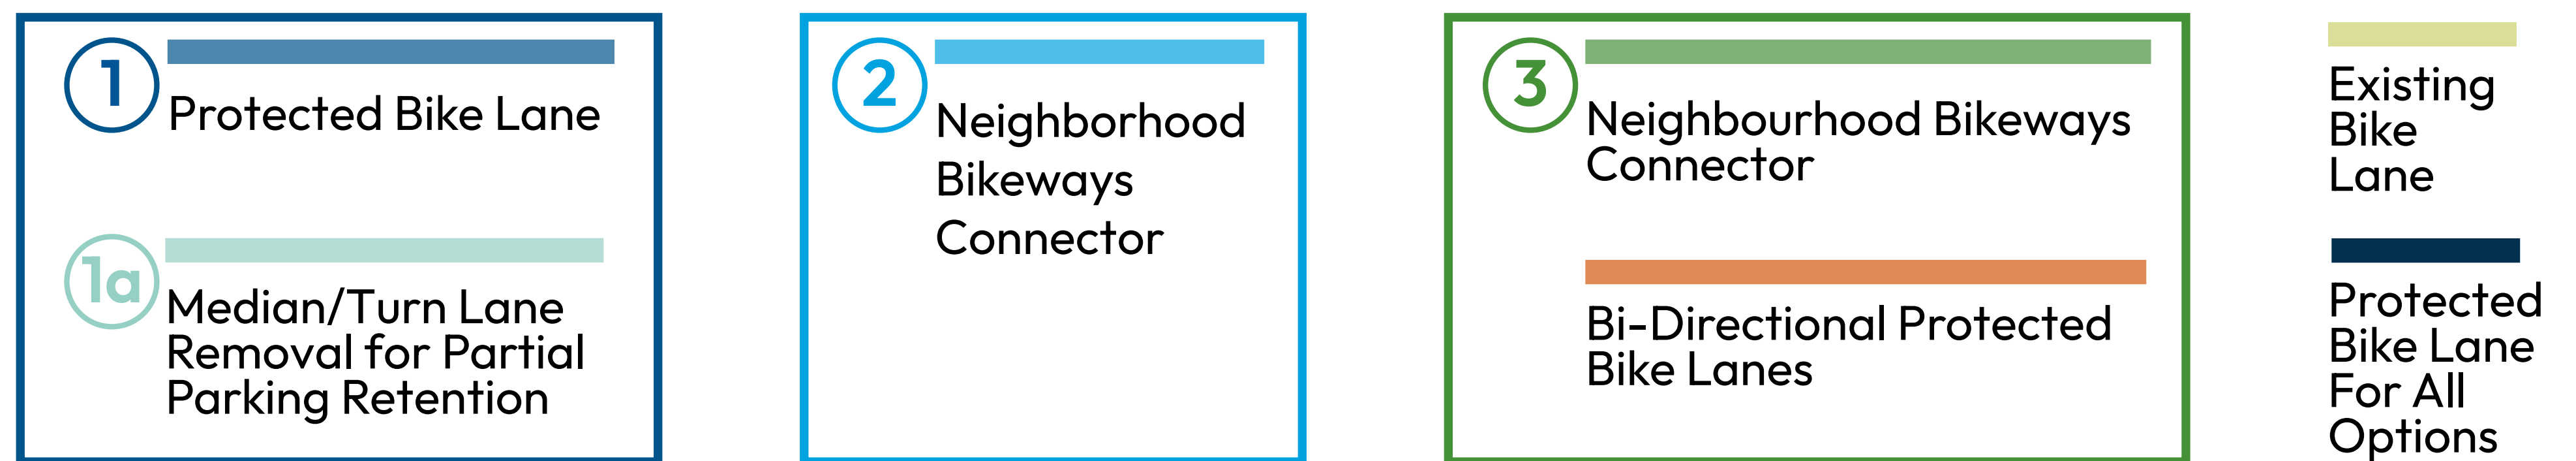 1
Protected Bike Lane
1a
Median/Turn Lane
Removal for Partial
Parking Retention
2
Neighborhood
Bikeways
Connector
3
Neighbourhood Bikeways
Connector
Bi-Directional Protected
Bike Lanes
Existing
Bike
Lane
Protected
Bike Lane
For All
Options